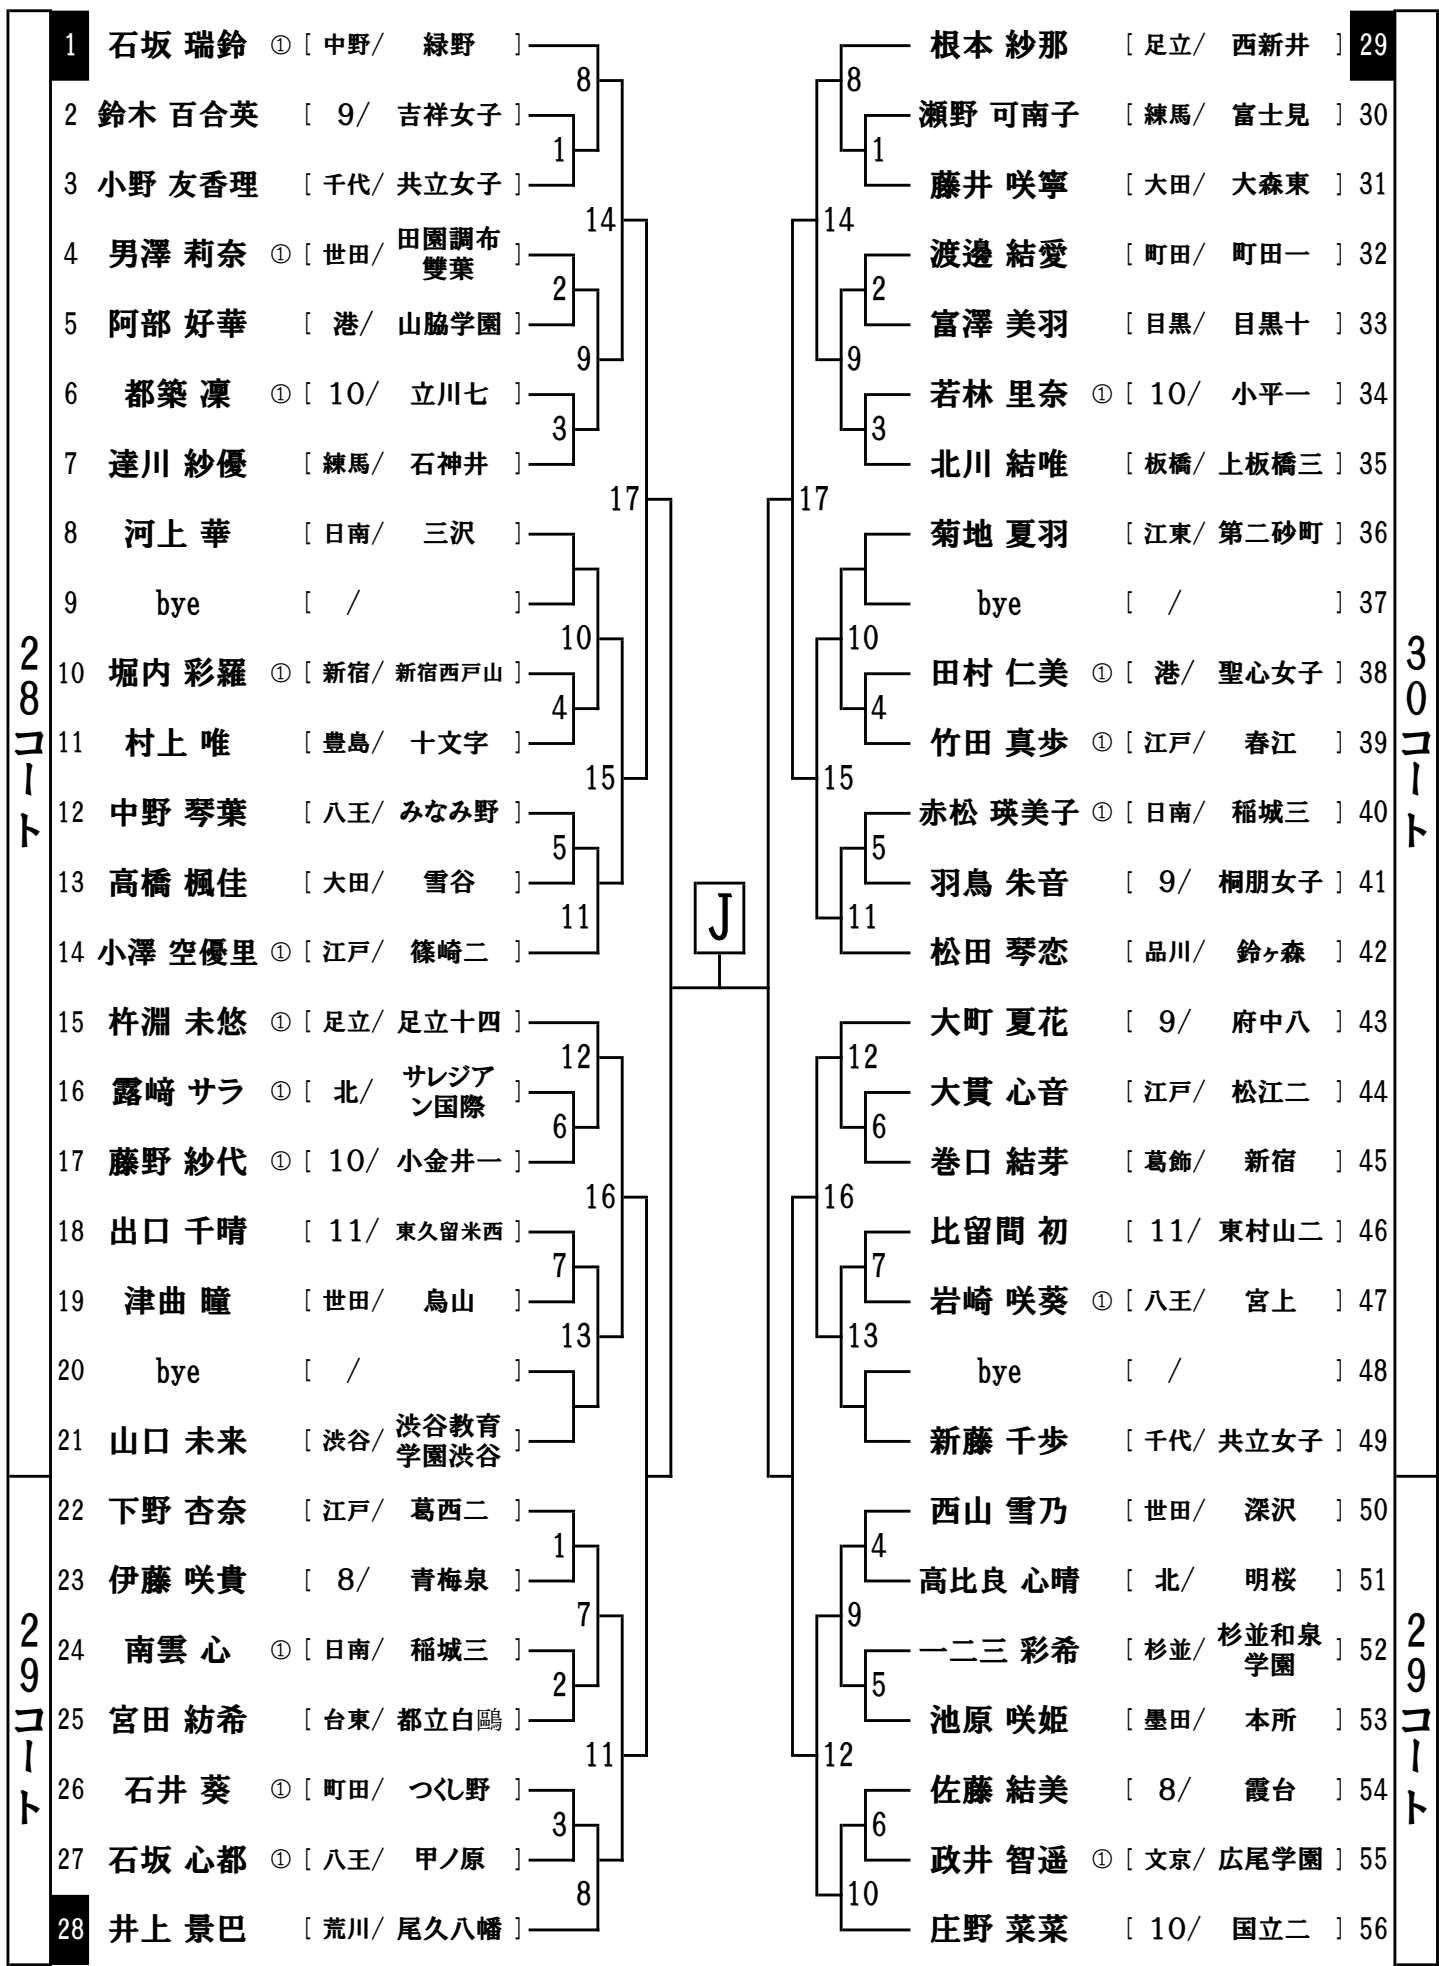 28コート
1 石坂 瑞鈴 ① [ 中野/ 緑野 ]
2 鈴木 百合英 [ 9/ 吉祥女子 ]
3 小野 友香理 [ 千代/ 共立女子 ]
4 男澤 莉奈 ① [ 世田/ 田園調布
雙葉 ]
5 阿部 好華 [ 港/ 山脇学園 ]
6 都築 凜 ① [ 10/ 立川七 ]
7 達川 紗優 [ 練馬/ 石神井 ]
8 河上 華 [ 日南/ 三沢 ]
9 bye [ / ]
10 堀内 彩羅 ① [ 新宿/ 新宿西戸山 ]
11 村上 唯 [ 豊島/ 十文字 ]
12 中野 琴葉 [ 八王/ みなみ野 ]
13 高橋 楓佳 [ 大田/ 雪谷 ]
14 小澤 空優里 ① [ 江戸/ 篠崎二 ]
15 杵淵 未悠 ① [ 足立/ 足立十四 ]
16 露﨑 サラ ① [ 北/ サレジア
ン国際 ]
17 藤野 紗代 ① [ 10/ 小金井一 ]
18 出口 千晴 [ 11/ 東久留米西 ]
19 津曲 瞳 [ 世田/ 烏山 ]
20 bye [ / ]
21 山口 未来 [ 渋谷/ 渋谷教育
学園渋谷 ]
29コート
22 下野 杏奈 [ 江戸/ 葛西二 ]
23 伊藤 咲貴 [ 8/ 青梅泉 ]
24 南雲 心 ① [ 日南/ 稲城三 ]
25 宮田 紡希 [ 台東/ 都立白鷗 ]
26 石井 葵 ① [ 町田/ つくし野 ]
27 石坂 心都 ① [ 八王/ 甲ノ原 ]
28 井上 景巴 [ 荒川/ 尾久八幡 ]
8
1
14
2
9
3
17
10
4
15
5
11
12
6
16
7
13
1
7
2
11
3
8
J
8
1
14
2
9
3
17
10
4
15
5
11
12
6
16
7
13
4
9
5
12
6
10
根本 紗那 [ 足立/ 西新井 ] 29
瀬野 可南子 [ 練馬/ 富士見 ] 30
藤井 咲寧 [ 大田/ 大森東 ] 31
渡邊 結愛 [ 町田/ 町田一 ] 32
富澤 美羽 [ 目黒/ 目黒十 ] 33
若林 里奈 ① [ 10/ 小平一 ] 34
北川 結唯 [ 板橋/ 上板橋三 ] 35
菊地 夏羽 [ 江東/ 第二砂町 ] 36
bye [ / ] 37
田村 仁美 ① [ 港/ 聖心女子 ] 38
竹田 真歩 ① [ 江戸/ 春江 ] 39
赤松 瑛美子 ① [ 日南/ 稲城三 ] 40
羽鳥 朱音 [ 9/ 桐朋女子 ] 41
松田 琴恋 [ 品川/ 鈴ヶ森 ] 42
大町 夏花 [ 9/ 府中八 ] 43
大貫 心音 [ 江戸/ 松江二 ] 44
巻口 結芽 [ 葛飾/ 新宿 ] 45
比留間 初 [ 11/ 東村山二 ] 46
岩崎 咲葵 ① [ 八王/ 宮上 ] 47
bye [ / ] 48
新藤 千歩 [ 千代/ 共立女子 ] 49
30コート
西山 雪乃 [ 世田/ 深沢 ] 50
高比良 心晴 [ 北/ 明桜 ] 51
一二三 彩希 [ 杉並/ 杉並和泉
学園 ] 52
池原 咲姫 [ 墨田/ 本所 ] 53
佐藤 結美 [ 8/ 霞台 ] 54
政井 智遥 ① [ 文京/ 広尾学園 ] 55
庄野 菜菜 [ 10/ 国立二 ] 56
29コート